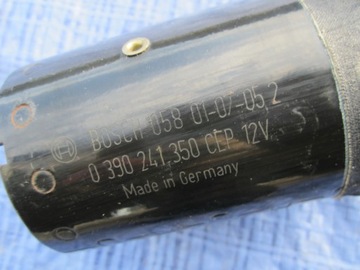 Bosch 058 01-07-05.2
0 390 241 350 CEP 12V
Made in Germany